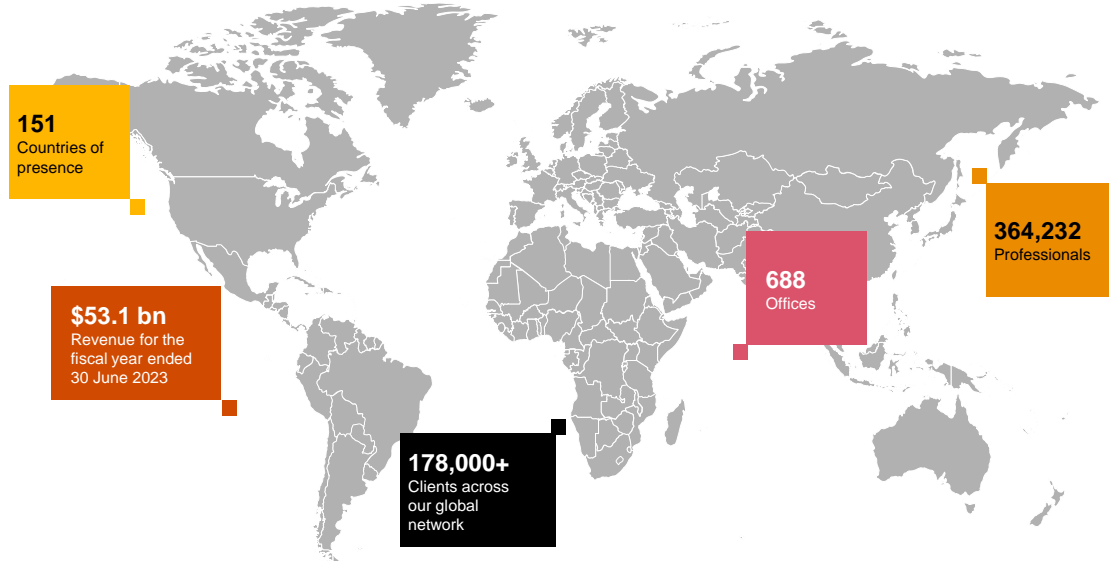 151
Countries of
presence
364,232
Professionals
688
Offices
$53.1 bn
Revenue for the
fiscal year ended
30 June 2023
178,000+
Clients across
our global
network